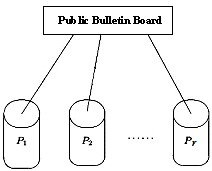 Public Bulletin Board
P1 P2 ...... Pr